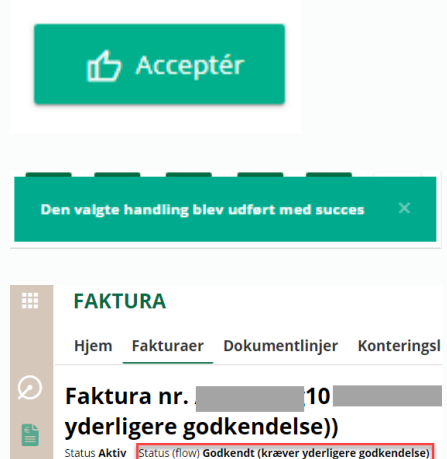 Acceptér
Den valgte handling blev udført med succes
FAKTURA
Hjem Fakturaer Dokumentlinjer Konteringsl
Faktura nr. 10
yderligere godkendelse))
Status Aktiv Status (flow) Godkendt (kræver yderligere godkendelse)